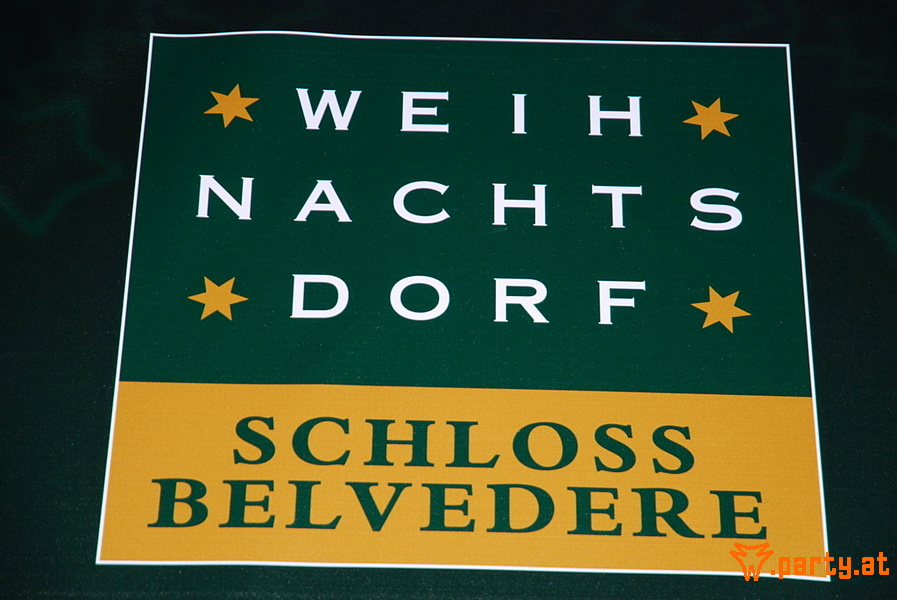 WEIH
NACHTS
DORF
SCHLOSS
BELVEDERE
.party.at